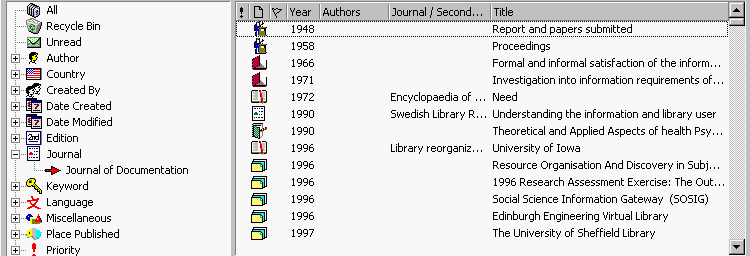 All
Recycle Bin
Unread
Author
Country
Created By
Date Created
Date Modified
Edition
Journal
Journal of Documentation
Keyword
Language
Miscellaneous
Place Published
Priority
! Year Authors Journal / Second... Title
1948 Report and papers submitted
1958 Proceedings
1966 Formal and informal satisfaction of the inform...
1971 Investigation into information requirements of...
1972 Encyclopaedia of ... Need
1990 Swedish Library R... Understanding the information and library user
1990 Theoretical and Applied Aspects of health Psy...
1996 Library reorganiz... University of Iowa
1996 Resource Organisation And Discovery in Subj...
1996 1996 Research Assessment Exercise: The Out...
1996 Social Science Information Gateway (SOSIG)
1996 Edinburgh Engineering Virtual Library
1997 The University of Sheffield Library